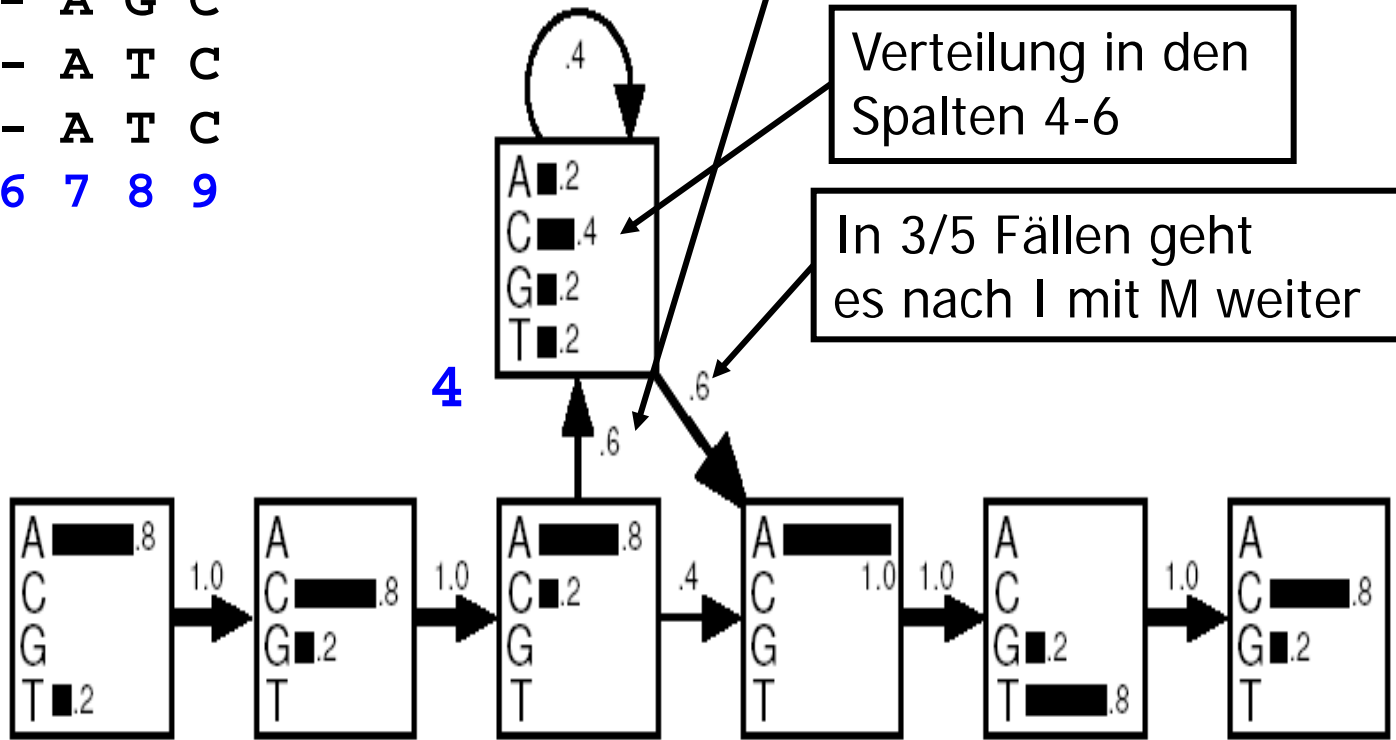 - A G C
- A T C
- A T C
6 7 8 9
.4
Verteilung in den
Spalten 4-6
A .2
C .4
G .2
T .2
In 3/5 Fällen geht
es nach I mit M weiter
4
.6
.6
A .8
C
G
T .2
1.0
A
C .8
G .2
T
1.0
A .8
C .2
G
T
.4
A
1.0
C
G
T
1.0
A
C
G .2
T .8
1.0
A
C .8
G .2
T